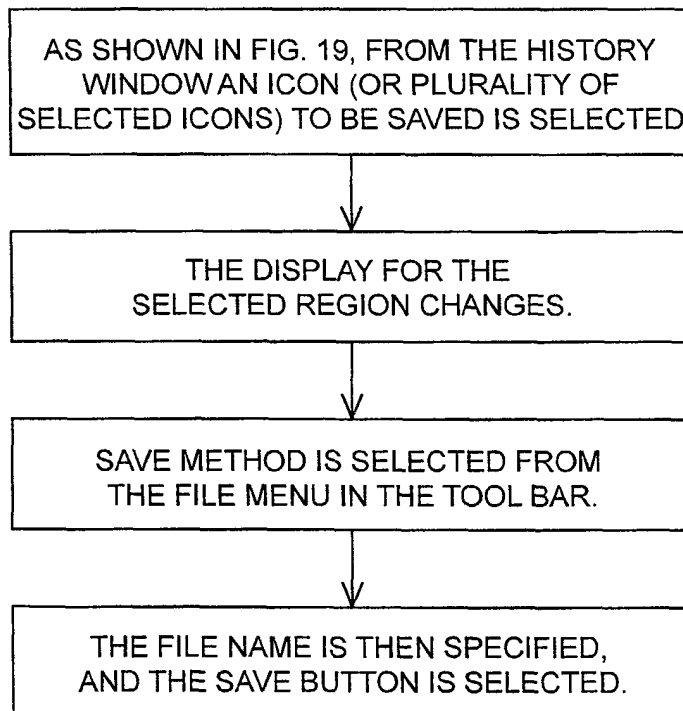 AS SHOWN IN FIG. 19, FROM THE HISTORY
WINDOW AN ICON (OR PLURALITY OF
SELECTED ICONS) TO BE SAVED IS SELECTED
THE DISPLAY FOR THE
SELECTED REGION CHANGES.
SAVE METHOD IS SELECTED FROM
THE FILE MENU IN THE TOOL BAR.
THE FILE NAME IS THEN SPECIFIED,
AND THE SAVE BUTTON IS SELECTED.